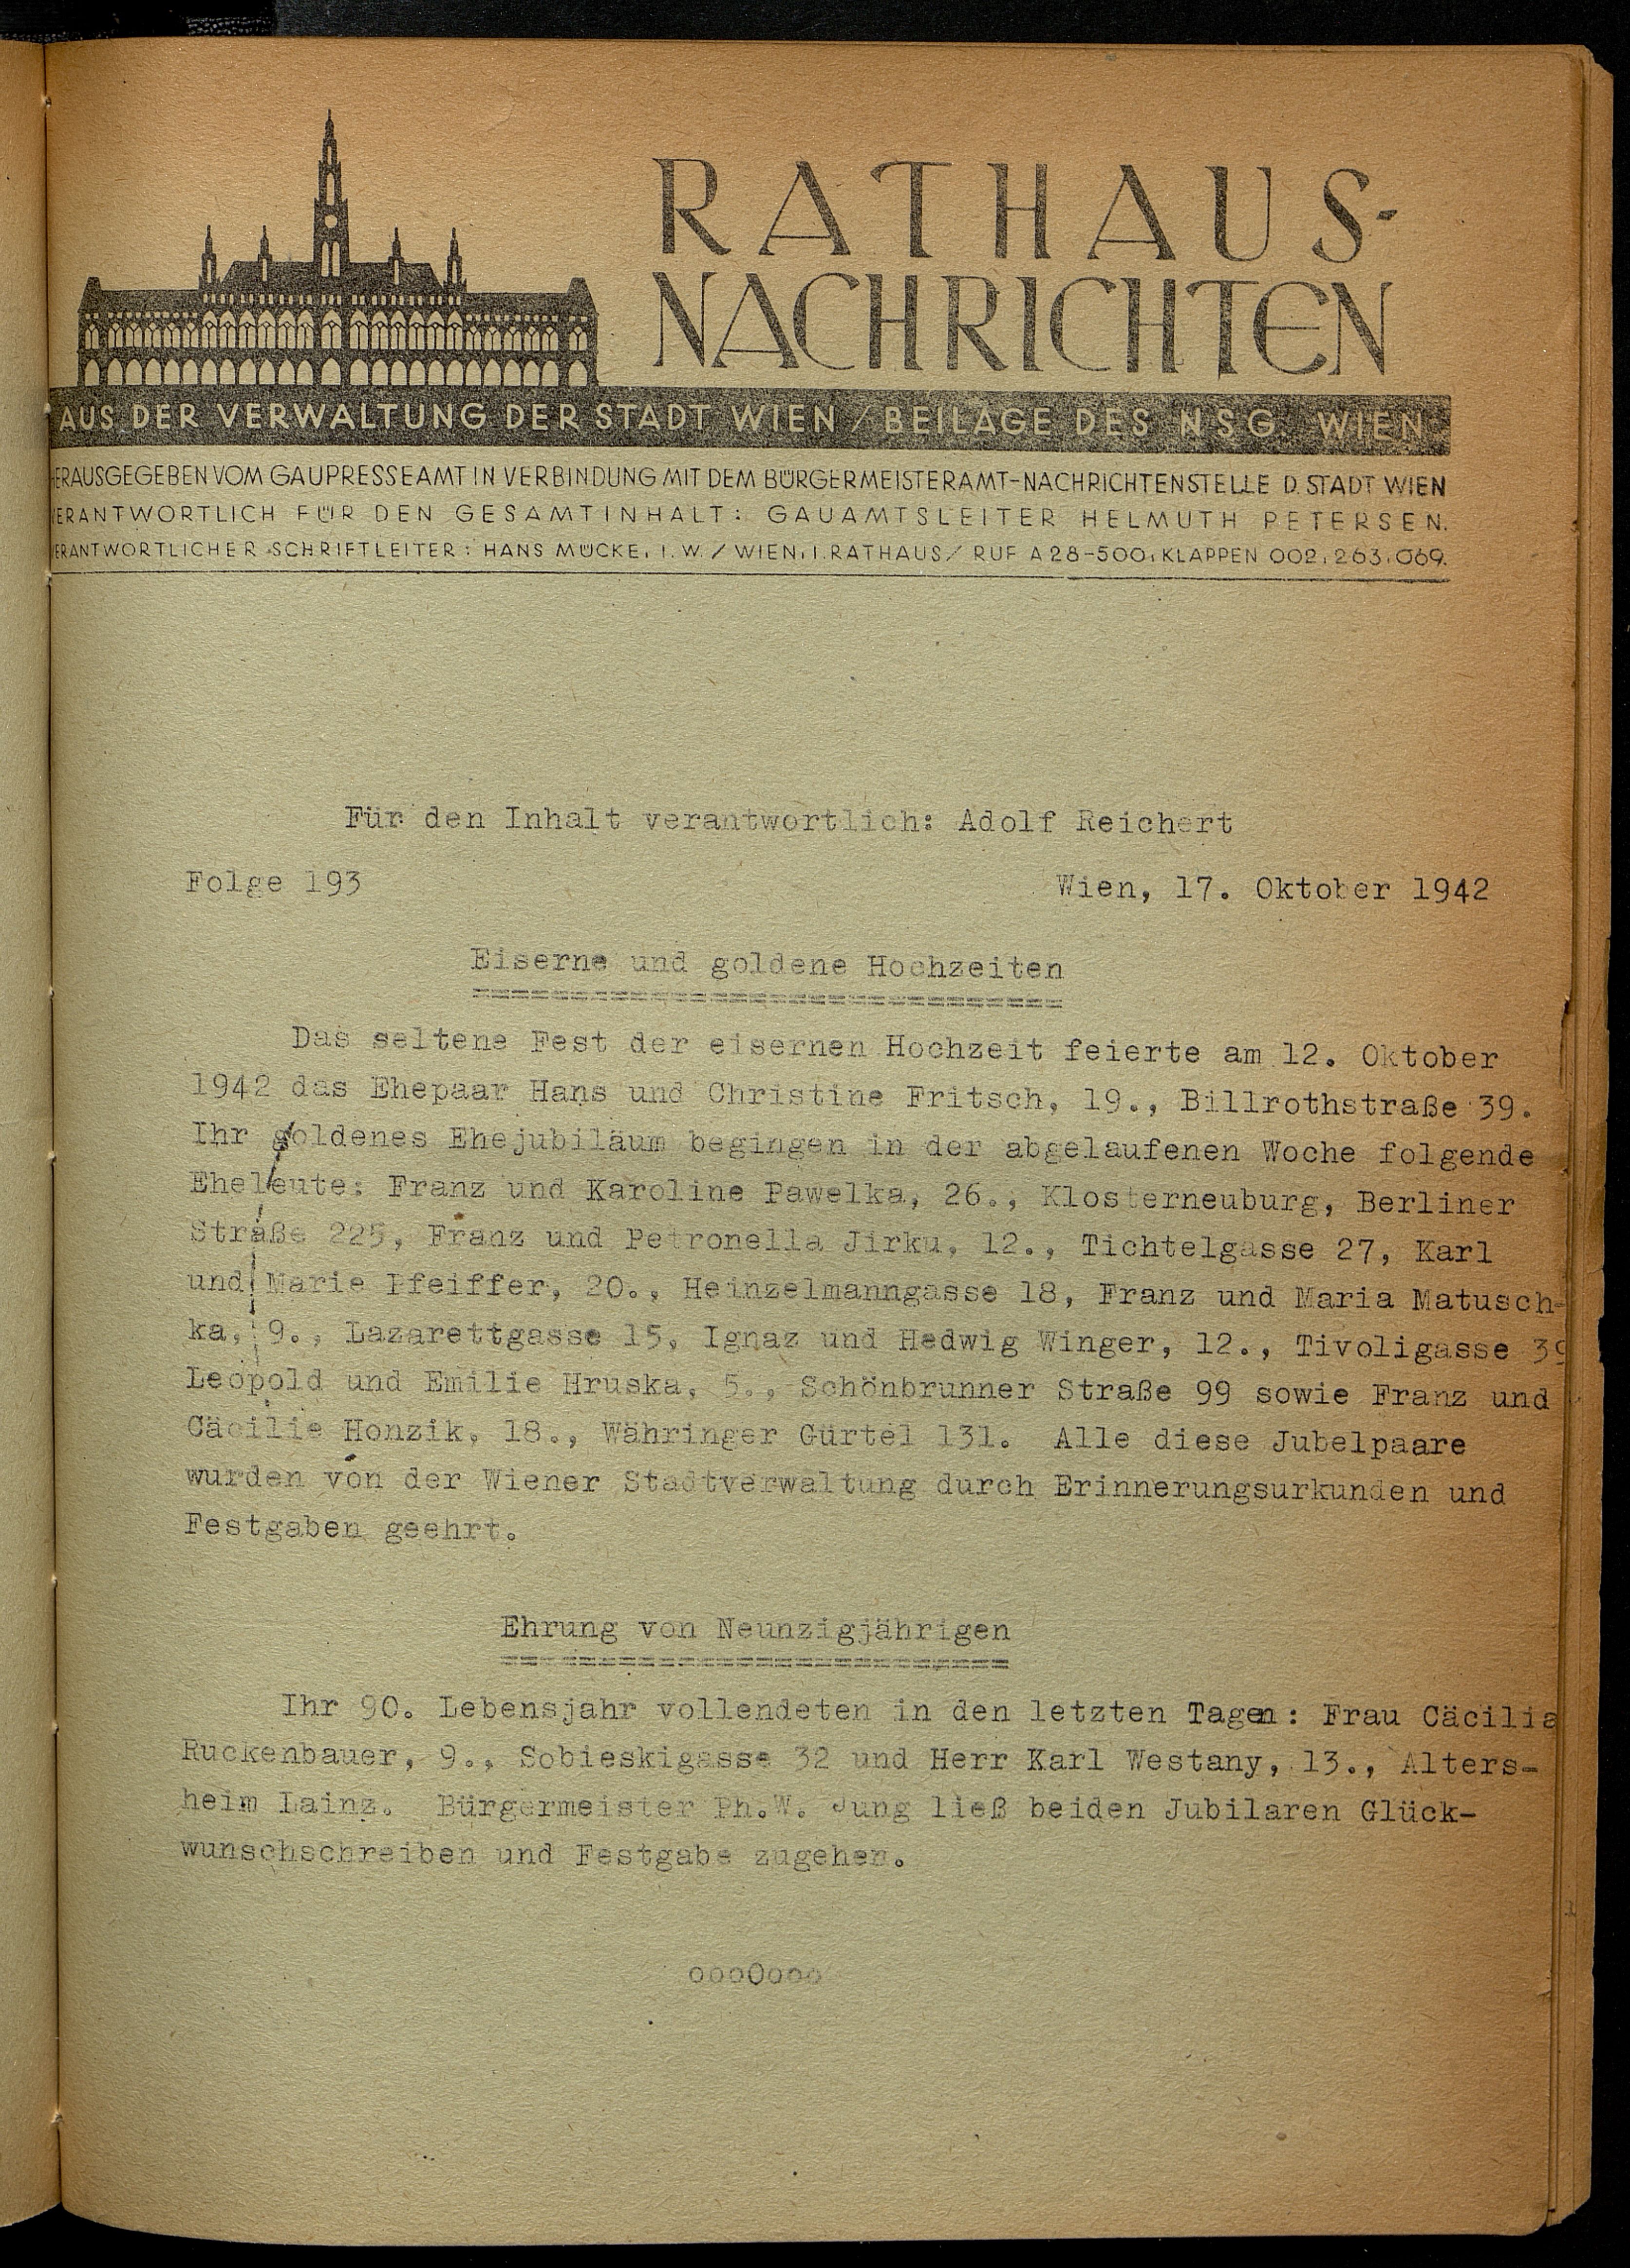 RATHAUS-
NACHRICHTEN
AUS DER VERWALTUNG DER STADT WIEN / BEILAGE DES NSG. WIEN
HERAUSGEGEBEN VOM GAUPRESSEAMT IN VERBINDUNG MIT DEM BÜRGERMEISTERAMT-NACHRICHTENSTELLE D. STADT WIEN
VERANTWORTLICH FÜR DEN GESAMTINHALT: GAUAMTSLEITER HELMUTH PETERSEN.
VERANTWORTLICHER SCHRIFTLEITER: HANS MÜCKE, I.W. / WIEN, I. RATHAUS / RUF A 28-500, KLAPPEN 002, 263, 069.
Für den Inhalt verantwortlich: Adolf Reichert
Folge 193 Wien, 17. Oktober 1942
Eiserne und goldene Hochzeiten
Das seltene Fest der eisernen Hochzeit feierte am 12. Oktober
1942 das Ehepaar Hans und Christine Fritsch, 19., Billrothstraße 39.
Ihr goldenes Ehejubiläum begingen in der abgelaufenen Woche folgende
Eheleute: Franz und Karoline Pawelka, 26., Klosterneuburg, Berliner
Straße 225, Franz und Petronella Jirku, 12., Tichtelgasse 27, Karl
und Marie Pfeiffer, 20., Heinzelmanngasse 18, Franz und Maria Matusch-
ka, 9., Lazarettgasse 15, Ignaz und Hedwig Winger, 12., Tivoligasse 39
Leopold und Emilie Hruska, 5., Schönbrunner Straße 99 sowie Franz und
Cäcilie Honzik, 18., Währinger Gürtel 131. Alle diese Jubelpaare
wurden von der Wiener Stadtverwaltung durch Erinnerungsurkunden und
Festgaben geehrt.
Ehrung von Neunzigjährigen
Ihr 90. Lebensjahr vollendeten in den letzten Tagen: Frau Cäcilia
Ruckenbauer, 9., Sobieskigasse 32 und Herr Karl Westany, 13., Alters-
heim Lainz. Bürgermeister Ph.W. Jung ließ beiden Jubilaren Glück-
wunschschreiben und Festgabe zugehen.
oooOooo